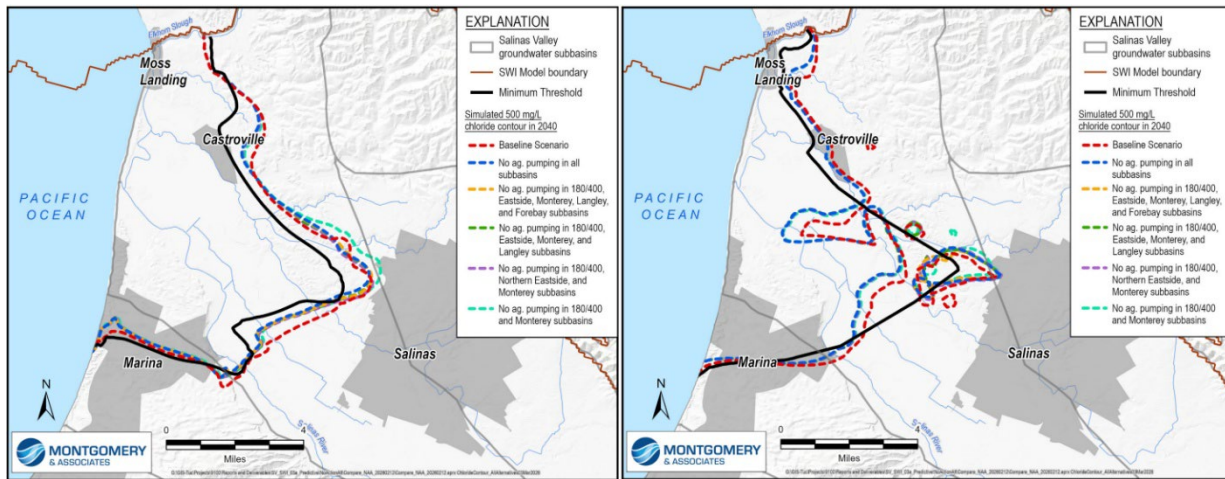 Elkhorn Slough
Moss
Landing
Castroville
PACIFIC
OCEAN
Marina
Salinas
Salinas River
N
0 4
Miles
MONTGOMERY
& ASSOCIATES
EXPLANATION
Salinas Valley
groundwater subbasins
SWI Model boundary
Minimum Threshold
Simulated 500 mg/L
chloride contour in 2040
Baseline Scenario
No ag. pumping in all
subbasins
No ag. pumping in 180/400,
Eastside, Monterey, Langley,
and Forebay subbasins
No ag. pumping in 180/400,
Eastside, Monterey, and
Langley subbasins
No ag. pumping in 180/400,
Northern Eastside, and
Monterey subbasins
No ag. pumping in 180/400
and Monterey subbasins
Elkhorn Slough
Moss
Landing
Castroville
PACIFIC
OCEAN
Marina
Salinas
Salinas River
N
0 4
Miles
MONTGOMERY
& ASSOCIATES
EXPLANATION
Salinas Valley
groundwater subbasins
SWI Model boundary
Minimum Threshold
Simulated 500 mg/L
chloride contour in 2040
Baseline Scenario
No ag. pumping in all
subbasins
No ag. pumping in 180/400,
Eastside, Monterey, Langley,
and Forebay subbasins
No ag. pumping in 180/400,
Eastside, Monterey, and
Langley subbasins
No ag. pumping in 180/400,
Northern Eastside, and
Monterey subbasins
No ag. pumping in 180/400
and Monterey subbasins